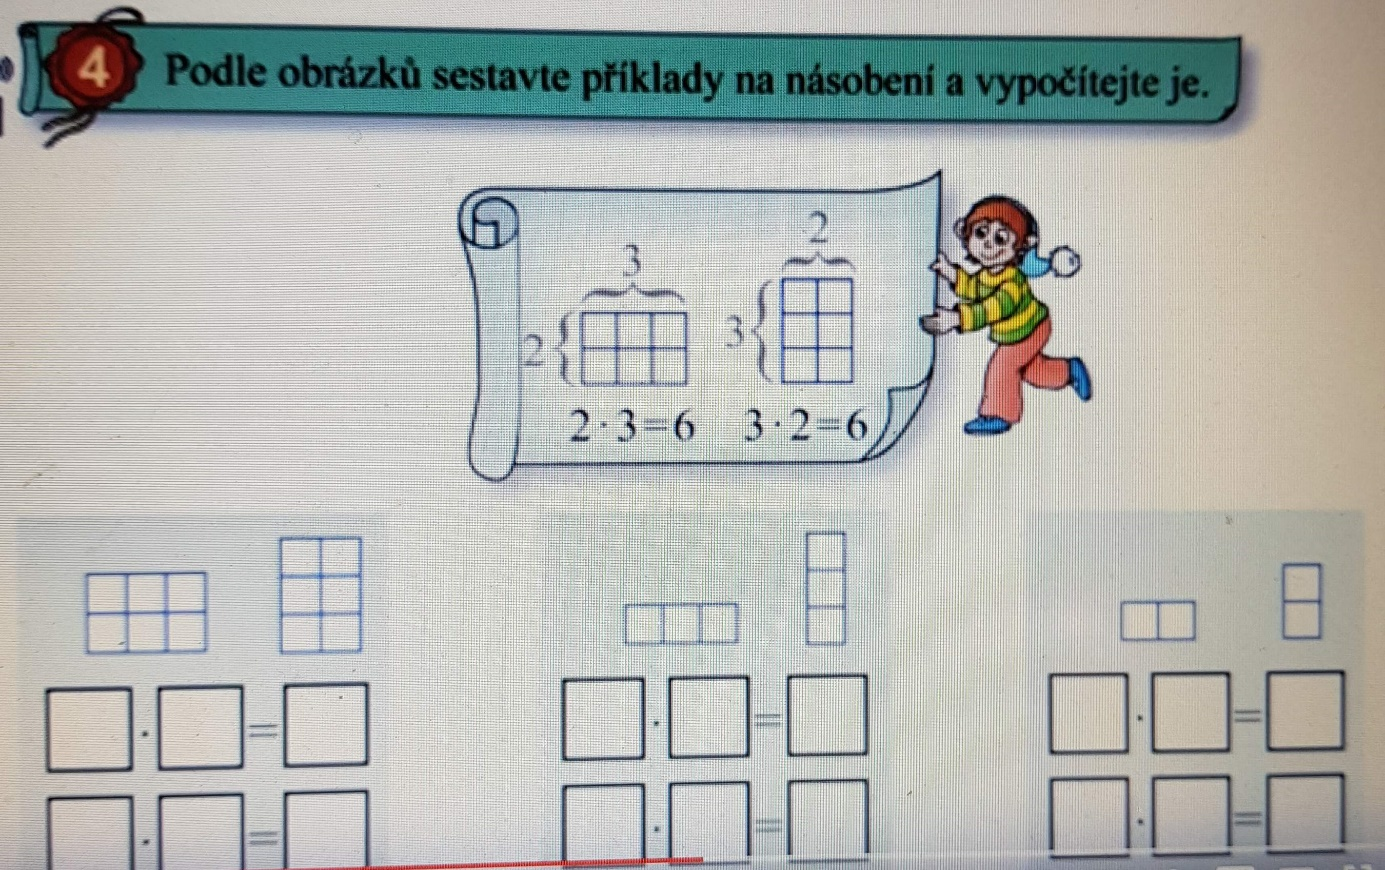 4 Podle obrázků sestavte příklady na násobení a vypočítejte je.
3
2
2
3
2 · 3 = 6 3 · 2 = 6
· = · = · =
· = · = · =